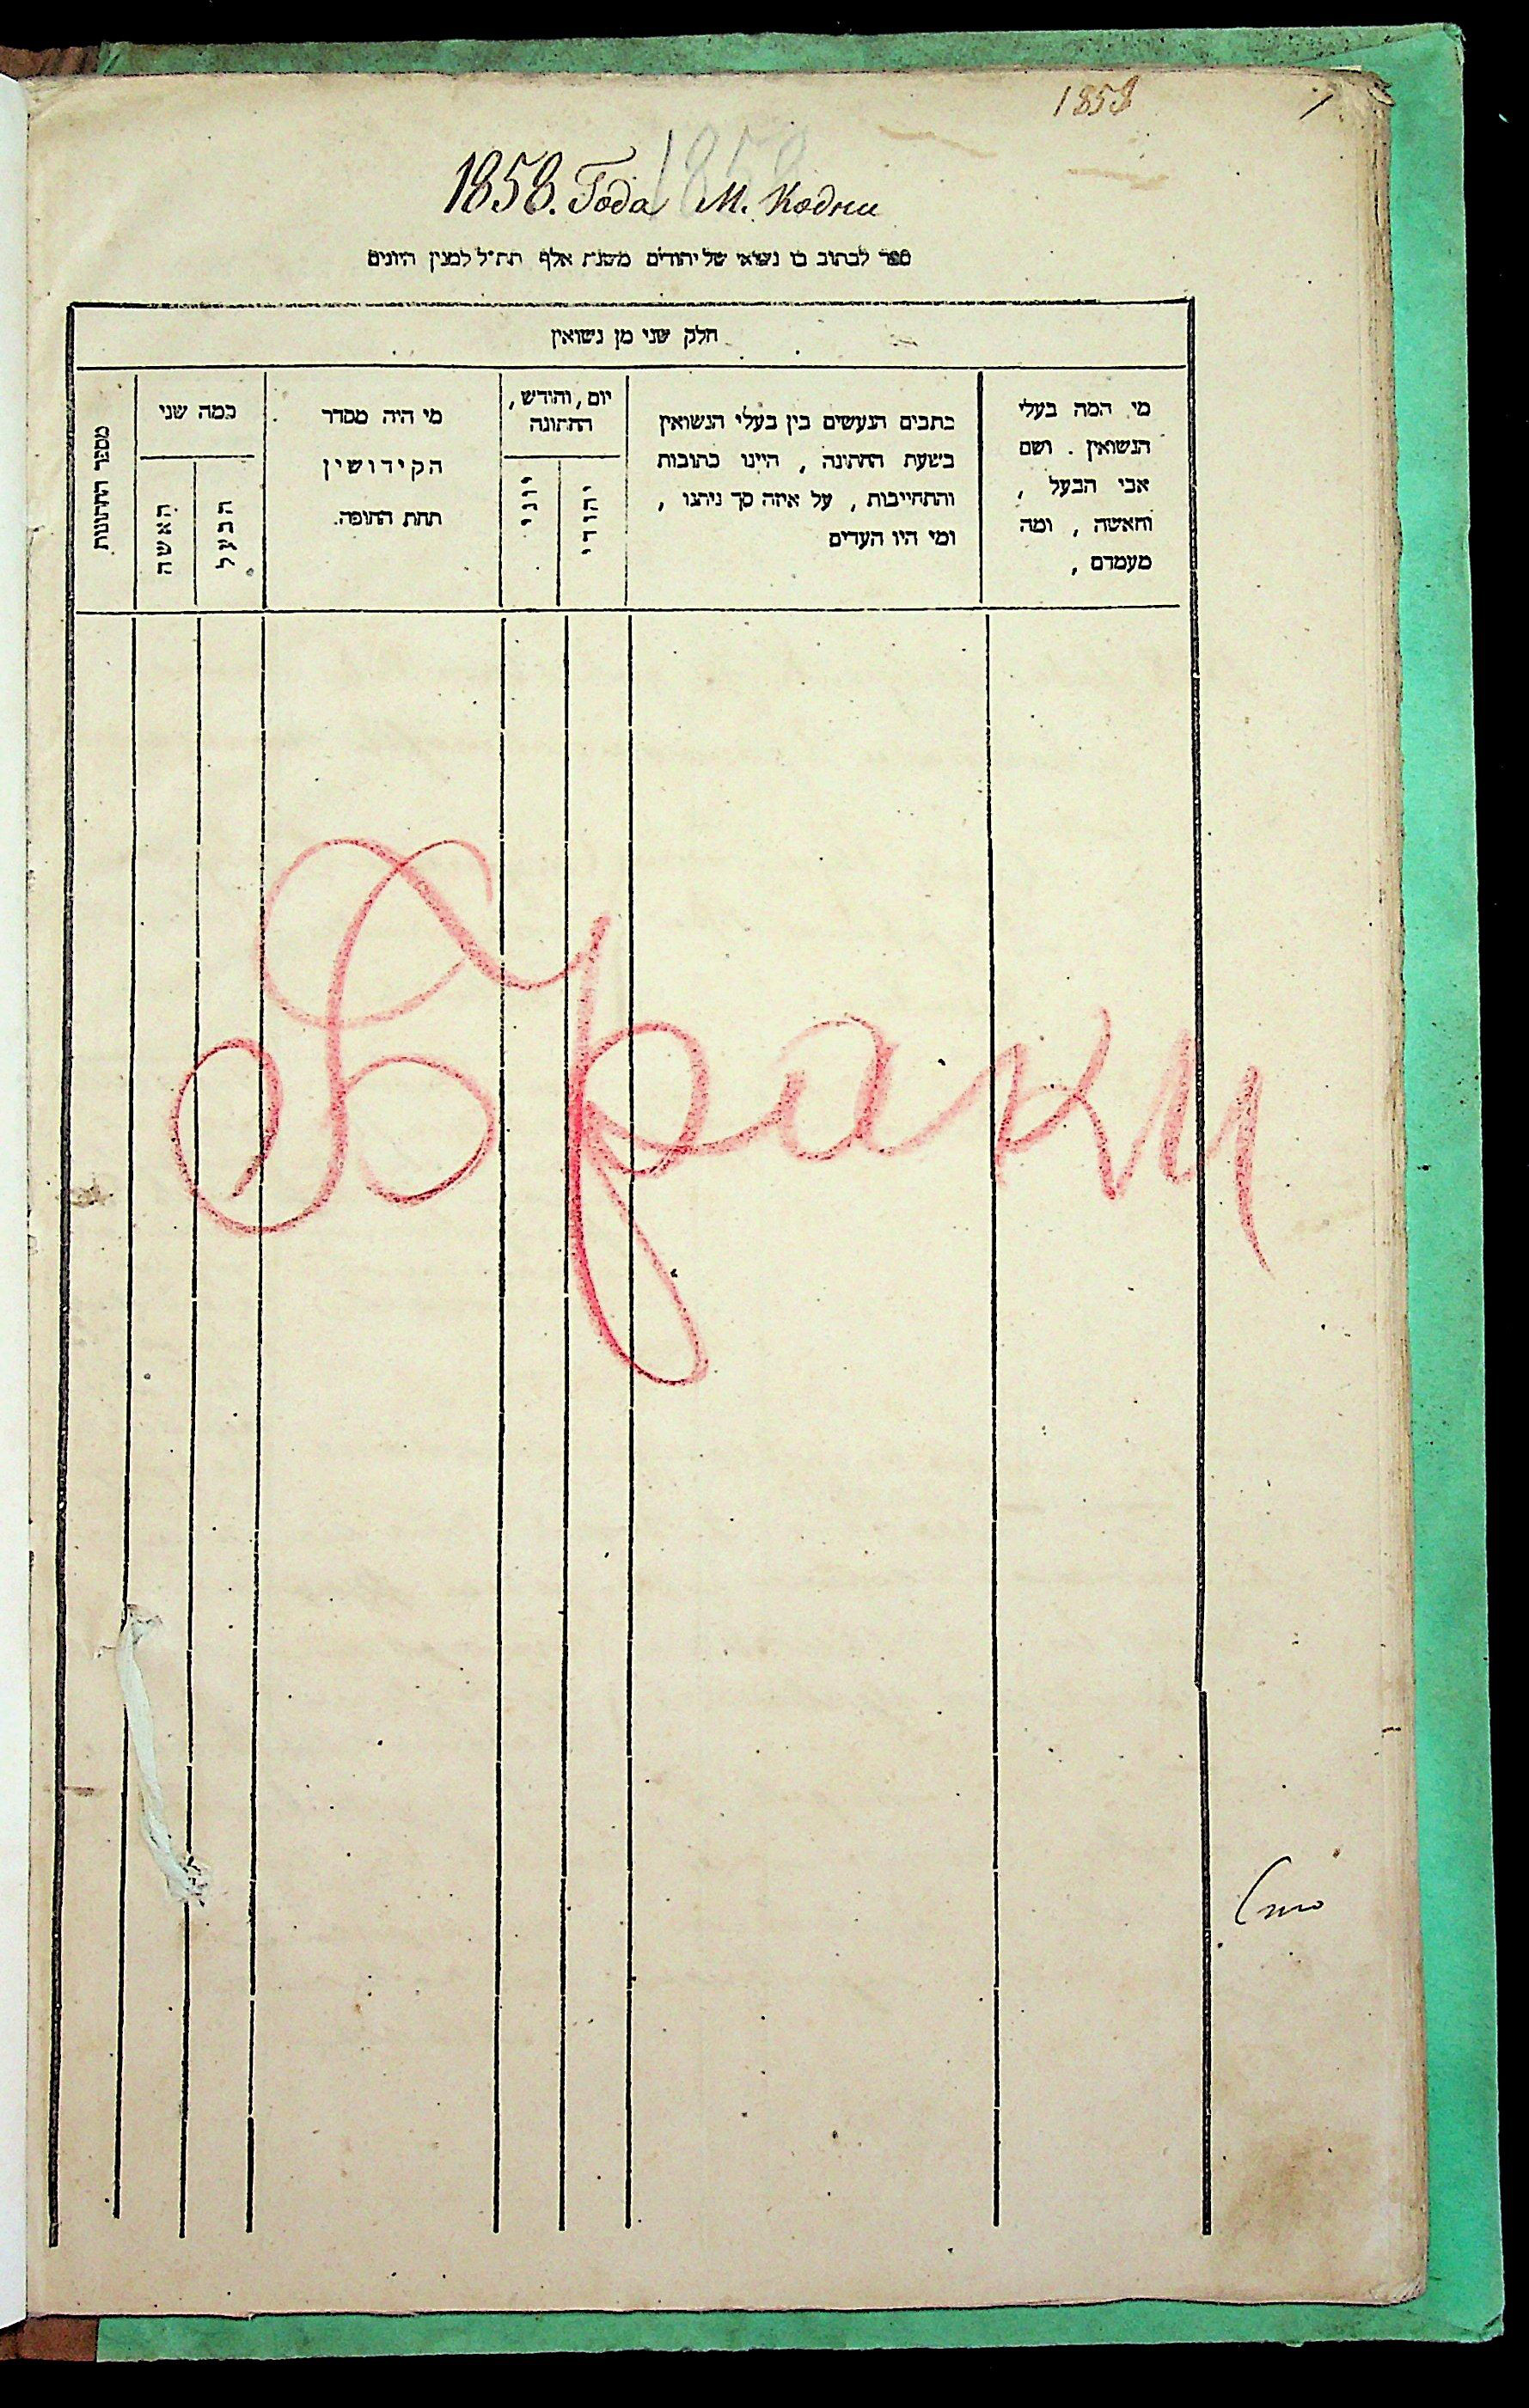 1858
1858
1858. Года М. Кодни
ספר לכתוב בו נשואי של יהודים משנת אלף תת״ל למנין היונים
חלק שני מן נשואין
מי המה בעלי
הנשואין . ושם
אבי הבעל ,
והאשה , ומה
מעמדם ,
כתבים הנעשים בין בעלי הנשואין
בשעת החתונה , היינו כתובות
והתחייבות , על איזה סך ניתנו ,
ומי היו העדים
יום , והודש ,
החתונה
יהודי
יוני
מי היה מסדר
הקידושין
תחת החופה.
כמה שני
הבעל
האשה
מספר החתונות
Браки